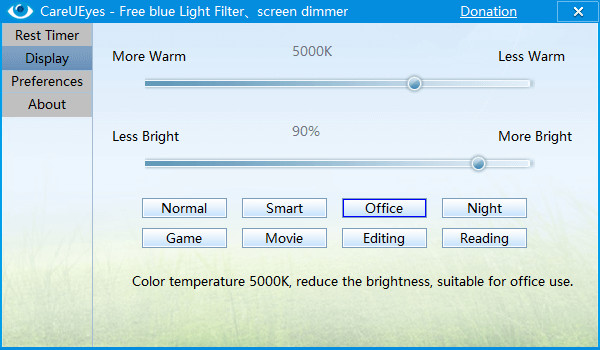 CareUEyes - Free blue Light Filter、screen dimmer Donation
Rest Timer
Display
Preferences
About
More Warm 5000K Less Warm
Less Bright 90% More Bright
Normal Smart Office Night
Game Movie Editing Reading
Color temperature 5000K, reduce the brightness, suitable for office use.